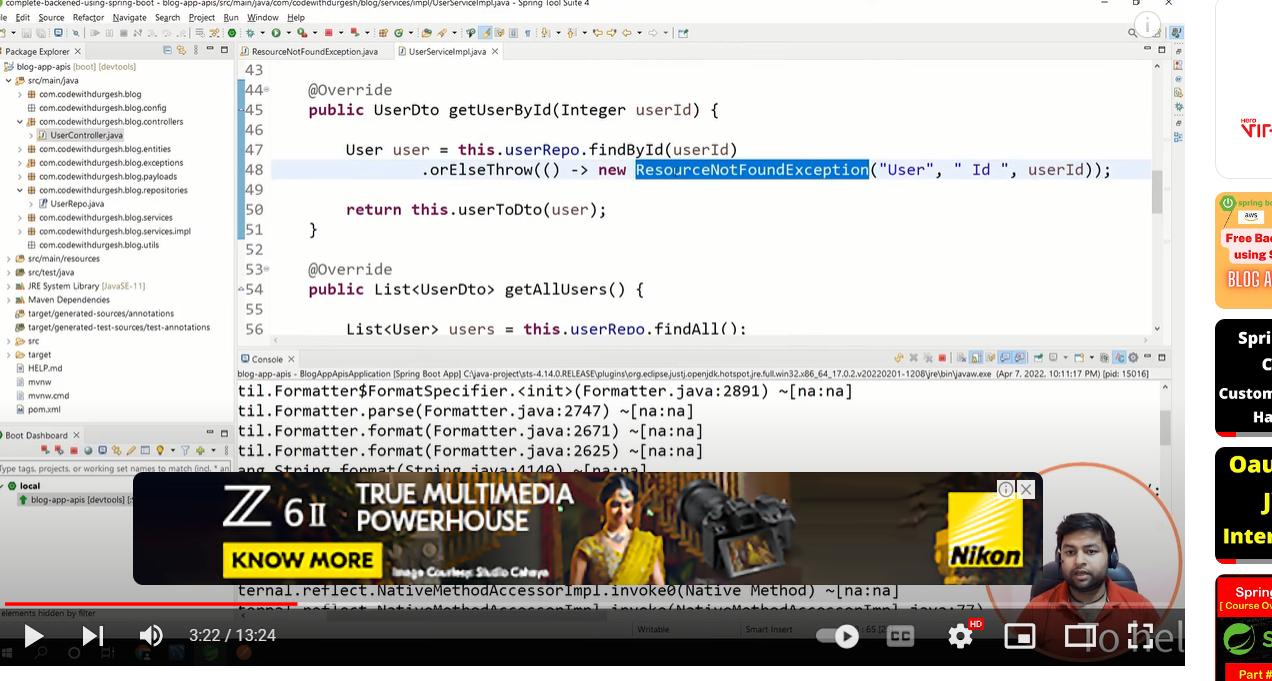 complete-backened-using-spring-boot - blog-app-apis/src/main/java/com/codewithdurgesh/blog/services/impl/UserServiceImpl.java - Spring Tool Suite 4
Edit Source Refactor Navigate Search Project Run Window Help
Package Explorer
blog-app-apis [boot] [devtools]
src/main/java
com.codewithdurgesh.blog
com.codewithdurgesh.blog.config
com.codewithdurgesh.blog.controllers
UserController.java
com.codewithdurgesh.blog.entities
com.codewithdurgesh.blog.exceptions
com.codewithdurgesh.blog.payloads
com.codewithdurgesh.blog.repositories
UserRepo.java
com.codewithdurgesh.blog.services
com.codewithdurgesh.blog.services.impl
com.codewithdurgesh.blog.utils
src/main/resources
src/test/java
JRE System Library [JavaSE-11]
Maven Dependencies
target/generated-sources/annotations
target/generated-test-sources/test-annotations
src
target
HELP.md
mvnw
mvnw.cmd
pom.xml
Boot Dashboard
Type tags, projects, or working set names to match (incl. * an
local
blog-app-apis [devtools] [:
elements hidden by filter
ResourceNotFoundException.java
UserServiceImpl.java
43
44 @Override
45 public UserDto getUserById(Integer userId) {
46
47 User user = this.userRepo.findById(userId)
48 .orElseThrow(() -> new ResourceNotFoundException("User", " Id ", userId));
49
50 return this.userToDto(user);
51 }
52
53 @Override
54 public List<UserDto> getAllUsers() {
55
56 List<User> users = this.userRepo.findAll();
Console
blog-app-apis - BlogAppApisApplication [Spring Boot App] C:\java-project\sts-4.14.0.RELEASE\plugins\org.eclipse.justj.openjdk.hotspot.jre.full.win32.x86_64_17.0.2.v20220201-1208\jre\bin\javaw.exe (Apr 7, 2022, 10:11:17 PM) [pid: 15016]
til.Formatter$FormatSpecifier.<init>(Formatter.java:2891) ~[na:na]
til.Formatter.parse(Formatter.java:2747) ~[na:na]
til.Formatter.format(Formatter.java:2671) ~[na:na]
til.Formatter.format(Formatter.java:2625) ~[na:na]
ang.String.format(String.java:4140) ~[na:na]
Z 6 II
TRUE MULTIMEDIA
POWERHOUSE
KNOW MORE
Image Courtesy: Studio Cahaya
Nikon
ternal.reflect.NativeMethodAccessorImpl.invoke0(Native Method) ~[na:na]
ternal.reflect.NativeMethodAccessorImpl.invoke(NativeMethodAccessorImpl.java:77)
Writable
Smart Insert
3:22 / 13:24
CC
HD
To hel
Hero
spring bo
aws
Free Bac
using S
BLOG A
Spri
C
Custom
Ha
Oau
J
Inter
Spring
[ Course Ov
S
Part #